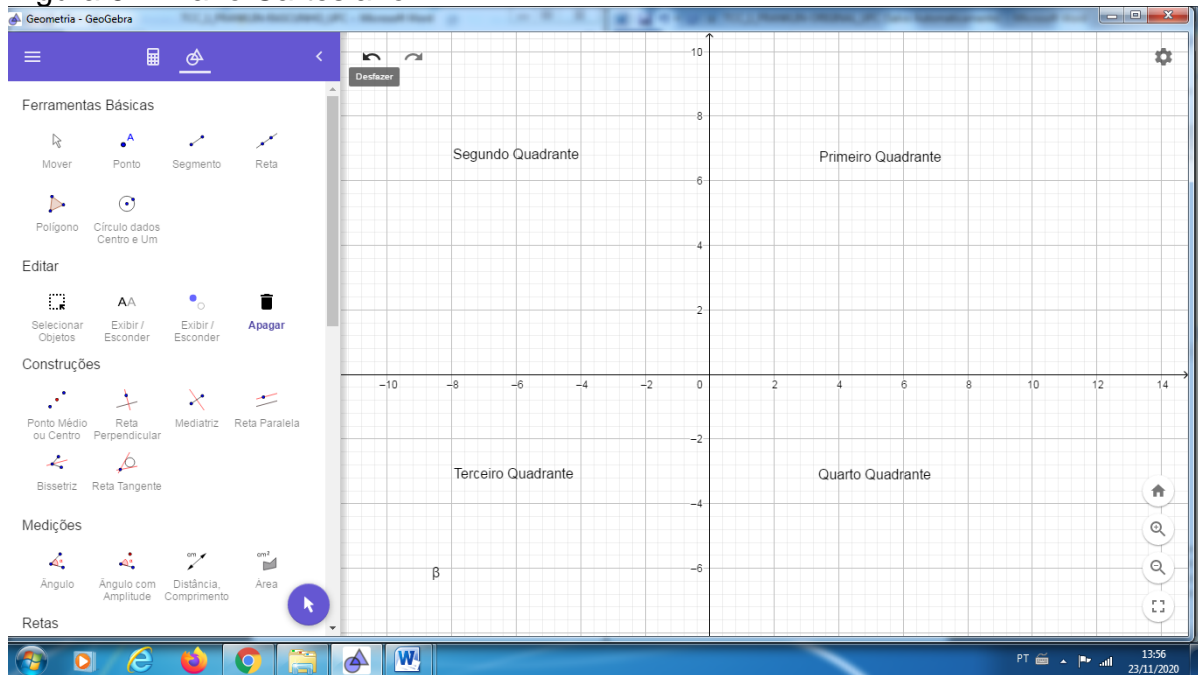 Geometria - GeoGebra
Desfazer
Ferramentas Básicas
Mover
Ponto
Segmento
Reta
Polígono
Círculo dados
Centro e Um
Editar
Selecionar
Objetos
Exibir /
Esconder
Exibir /
Esconder
Apagar
Construções
Ponto Médio
ou Centro
Reta
Perpendicular
Mediatriz
Reta Paralela
Bissetriz
Reta Tangente
Medições
Ângulo
Ângulo com
Amplitude
Distância,
Comprimento
Área
Retas
A
AA
cm
cm²
Segundo Quadrante
Primeiro Quadrante
Terceiro Quadrante
Quarto Quadrante
β
10
8
6
4
2
–10 –8 –6 –4 –2 0 2 4 6 8 10 12 14
–2
–4
–6
PT
13:56
23/11/2020